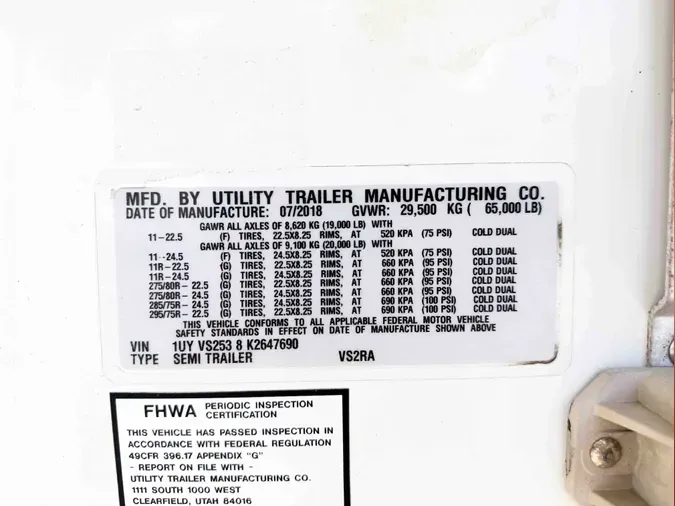 MFD. BY UTILITY TRAILER MANUFACTURING CO.
DATE OF MANUFACTURE: 07/2018 GVWR: 29,500 KG ( 65,000 LB)
GAWR ALL AXLES OF 8,620 KG (19,000 LB) WITH
11-22.5 (F) TIRES, 22.5X8.25 RIMS, AT 520 KPA (75 PSI) COLD DUAL
GAWR ALL AXLES OF 9,100 KG (20,000 LB) WITH
11--24.5 (F) TIRES, 24.5X8.25 RIMS, AT 520 KPA (75 PSI) COLD DUAL
11R-22.5 (G) TIRES, 22.5X8.25 RIMS, AT 660 KPA (95 PSI) COLD DUAL
11R-24.5 (G) TIRES, 24.5X8.25 RIMS, AT 660 KPA (95 PSI) COLD DUAL
275/80R- 22.5 (G) TIRES, 22.5X8.25 RIMS, AT 660 KPA (95 PSI) COLD DUAL
275/80R- 24.5 (G) TIRES, 24.5X8.25 RIMS, AT 660 KPA (95 PSI) COLD DUAL
285/75R- 24.5 (G) TIRES, 24.5X8.25 RIMS, AT 690 KPA (100 PSI) COLD DUAL
295/75R- 22.5 (G) TIRES, 22.5X8.25 RIMS, AT 690 KPA (100 PSI) COLD DUAL
THIS VEHICLE CONFORMS TO ALL APPLICABLE FEDERAL MOTOR VEHICLE
SAFETY STANDARDS IN EFFECT ON DATE OF MANUFACTURE SHOWN ABOVE
VIN 1UY VS253 8 K2647690
TYPE SEMI TRAILER VS2RA
FHWA PERIODIC INSPECTION
CERTIFICATION
THIS VEHICLE HAS PASSED INSPECTION IN
ACCORDANCE WITH FEDERAL REGULATION
49CFR 396.17 APPENDIX "G"
- REPORT ON FILE WITH -
UTILITY TRAILER MANUFACTURING CO.
1111 SOUTH 1000 WEST
CLEARFIELD, UTAH 84016